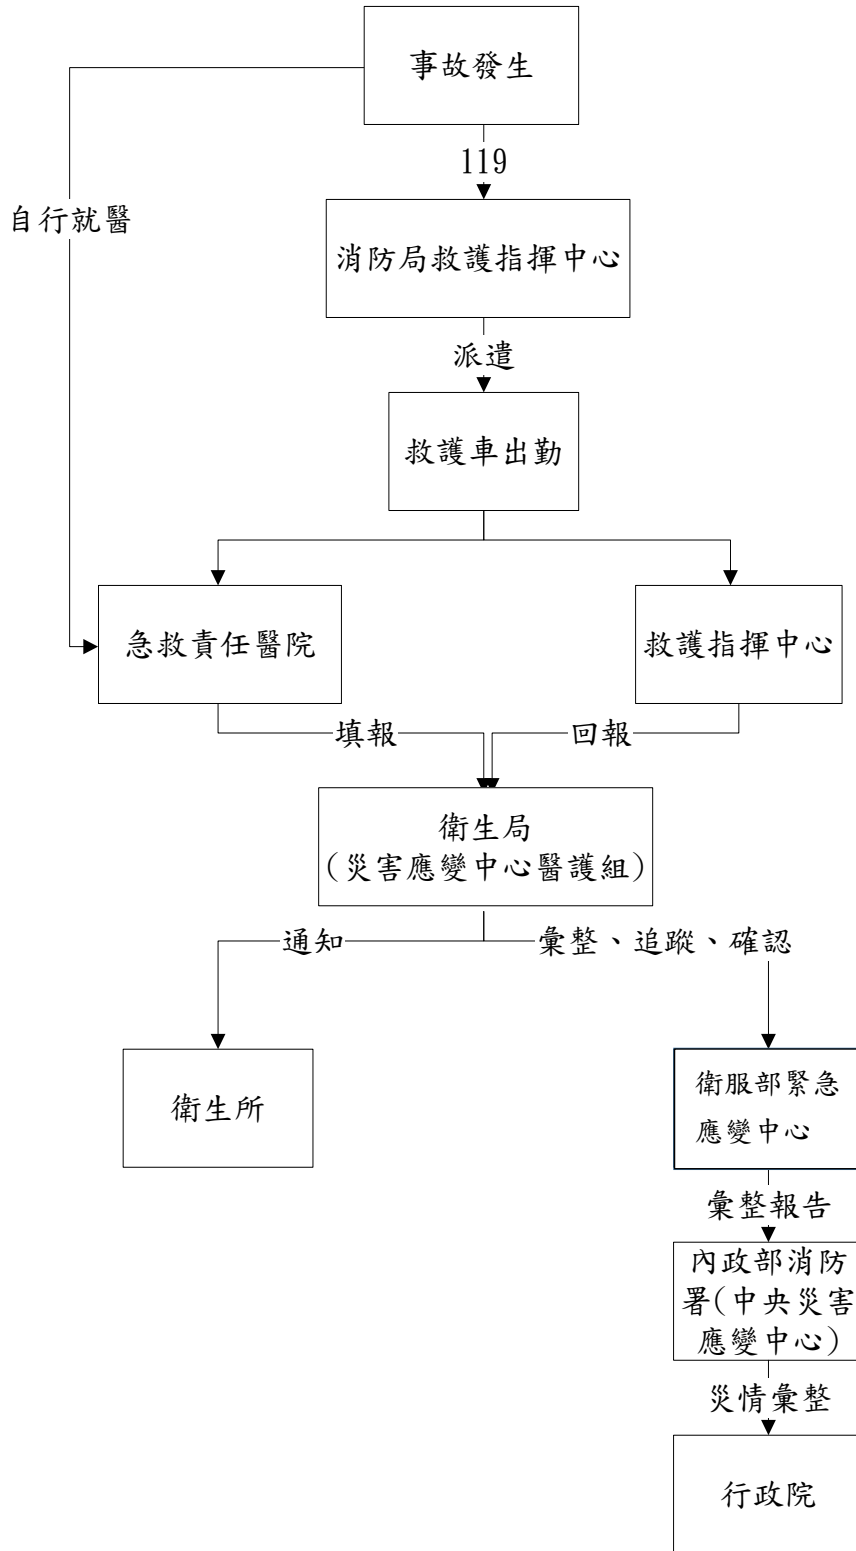 事故發生
119
自行就醫
消防局救護指揮中心
派遣
救護車出勤
急救責任醫院
救護指揮中心
填報
回報
衛生局
(災害應變中心醫護組)
通知
彙整、追蹤、確認
衛生所
衛服部緊急
應變中心
彙整報告
內政部消防
署(中央災害
應變中心)
災情彙整
行政院